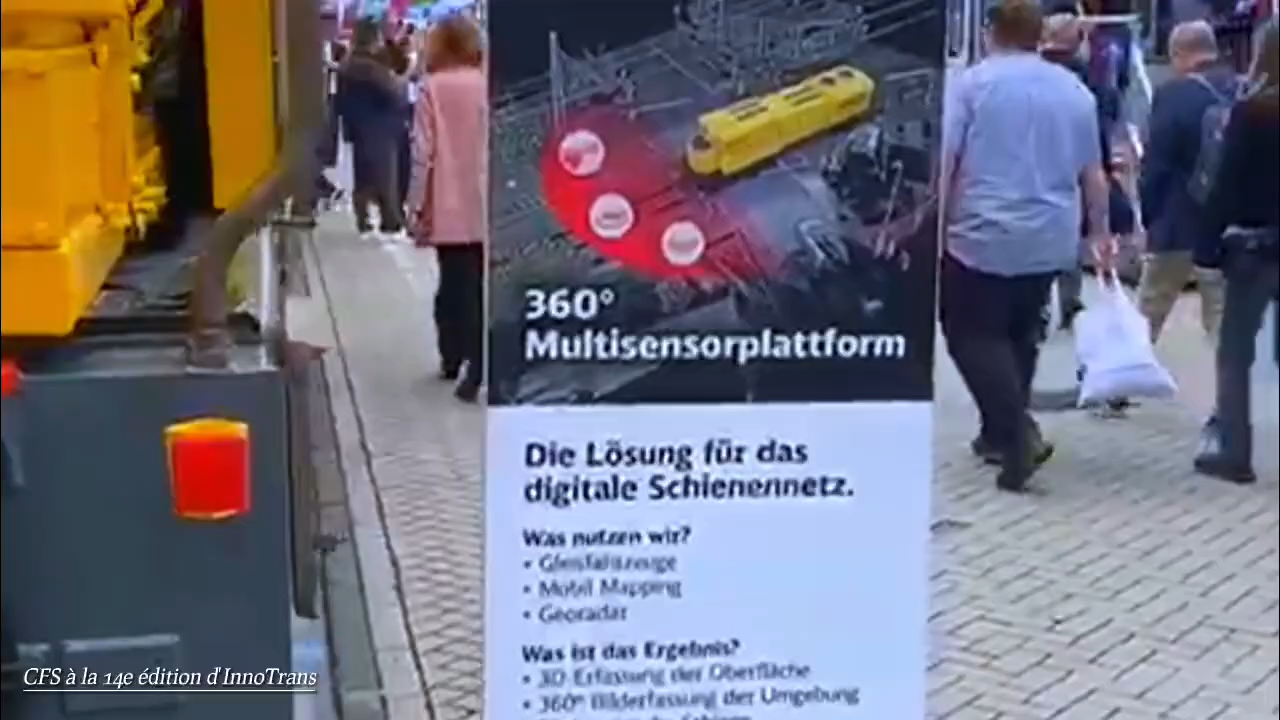 360°
Multisensorplattform
Die Lösung für das
digitale Schienennetz.
Was nutzen wir?
• Gleisfahrzeuge
• Mobil Mapping
• Georadar
Was ist das Ergebnis?
• 3D Erfassung der Oberfläche
• 360° Bilderfassung der Umgebung
CFS à la 14e édition d'InnoTrans